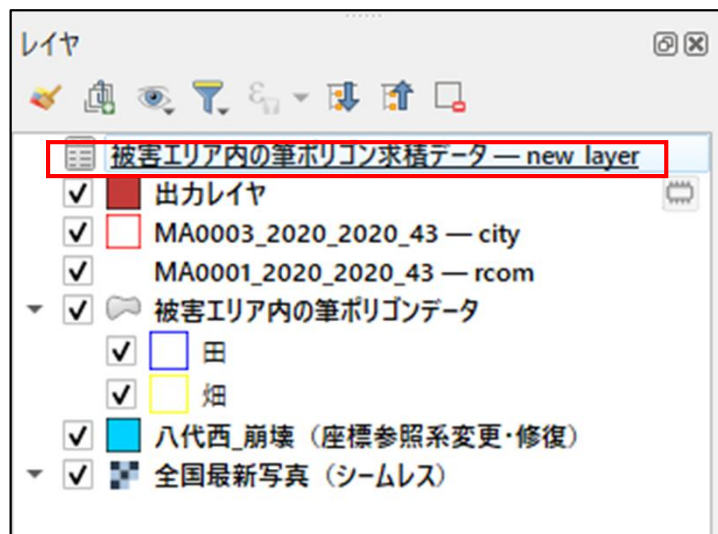 レイヤ
被害エリア内の筆ポリコン求積データ — new layer
出力レイヤ
MA0003_2020_2020_43 — city
MA0001_2020_2020_43 — rcom
被害エリア内の筆ポリゴンデータ
田
畑
八代西_崩壊（座標参照系変更・修復）
全国最新写真（シームレス）